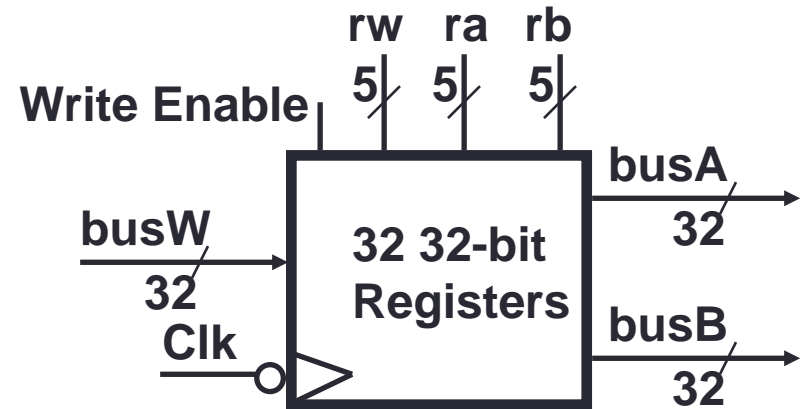 rw ra rb
5 5 5
Write Enable
busA
32
busW
32
32 32-bit
Registers
Clk
busB
32